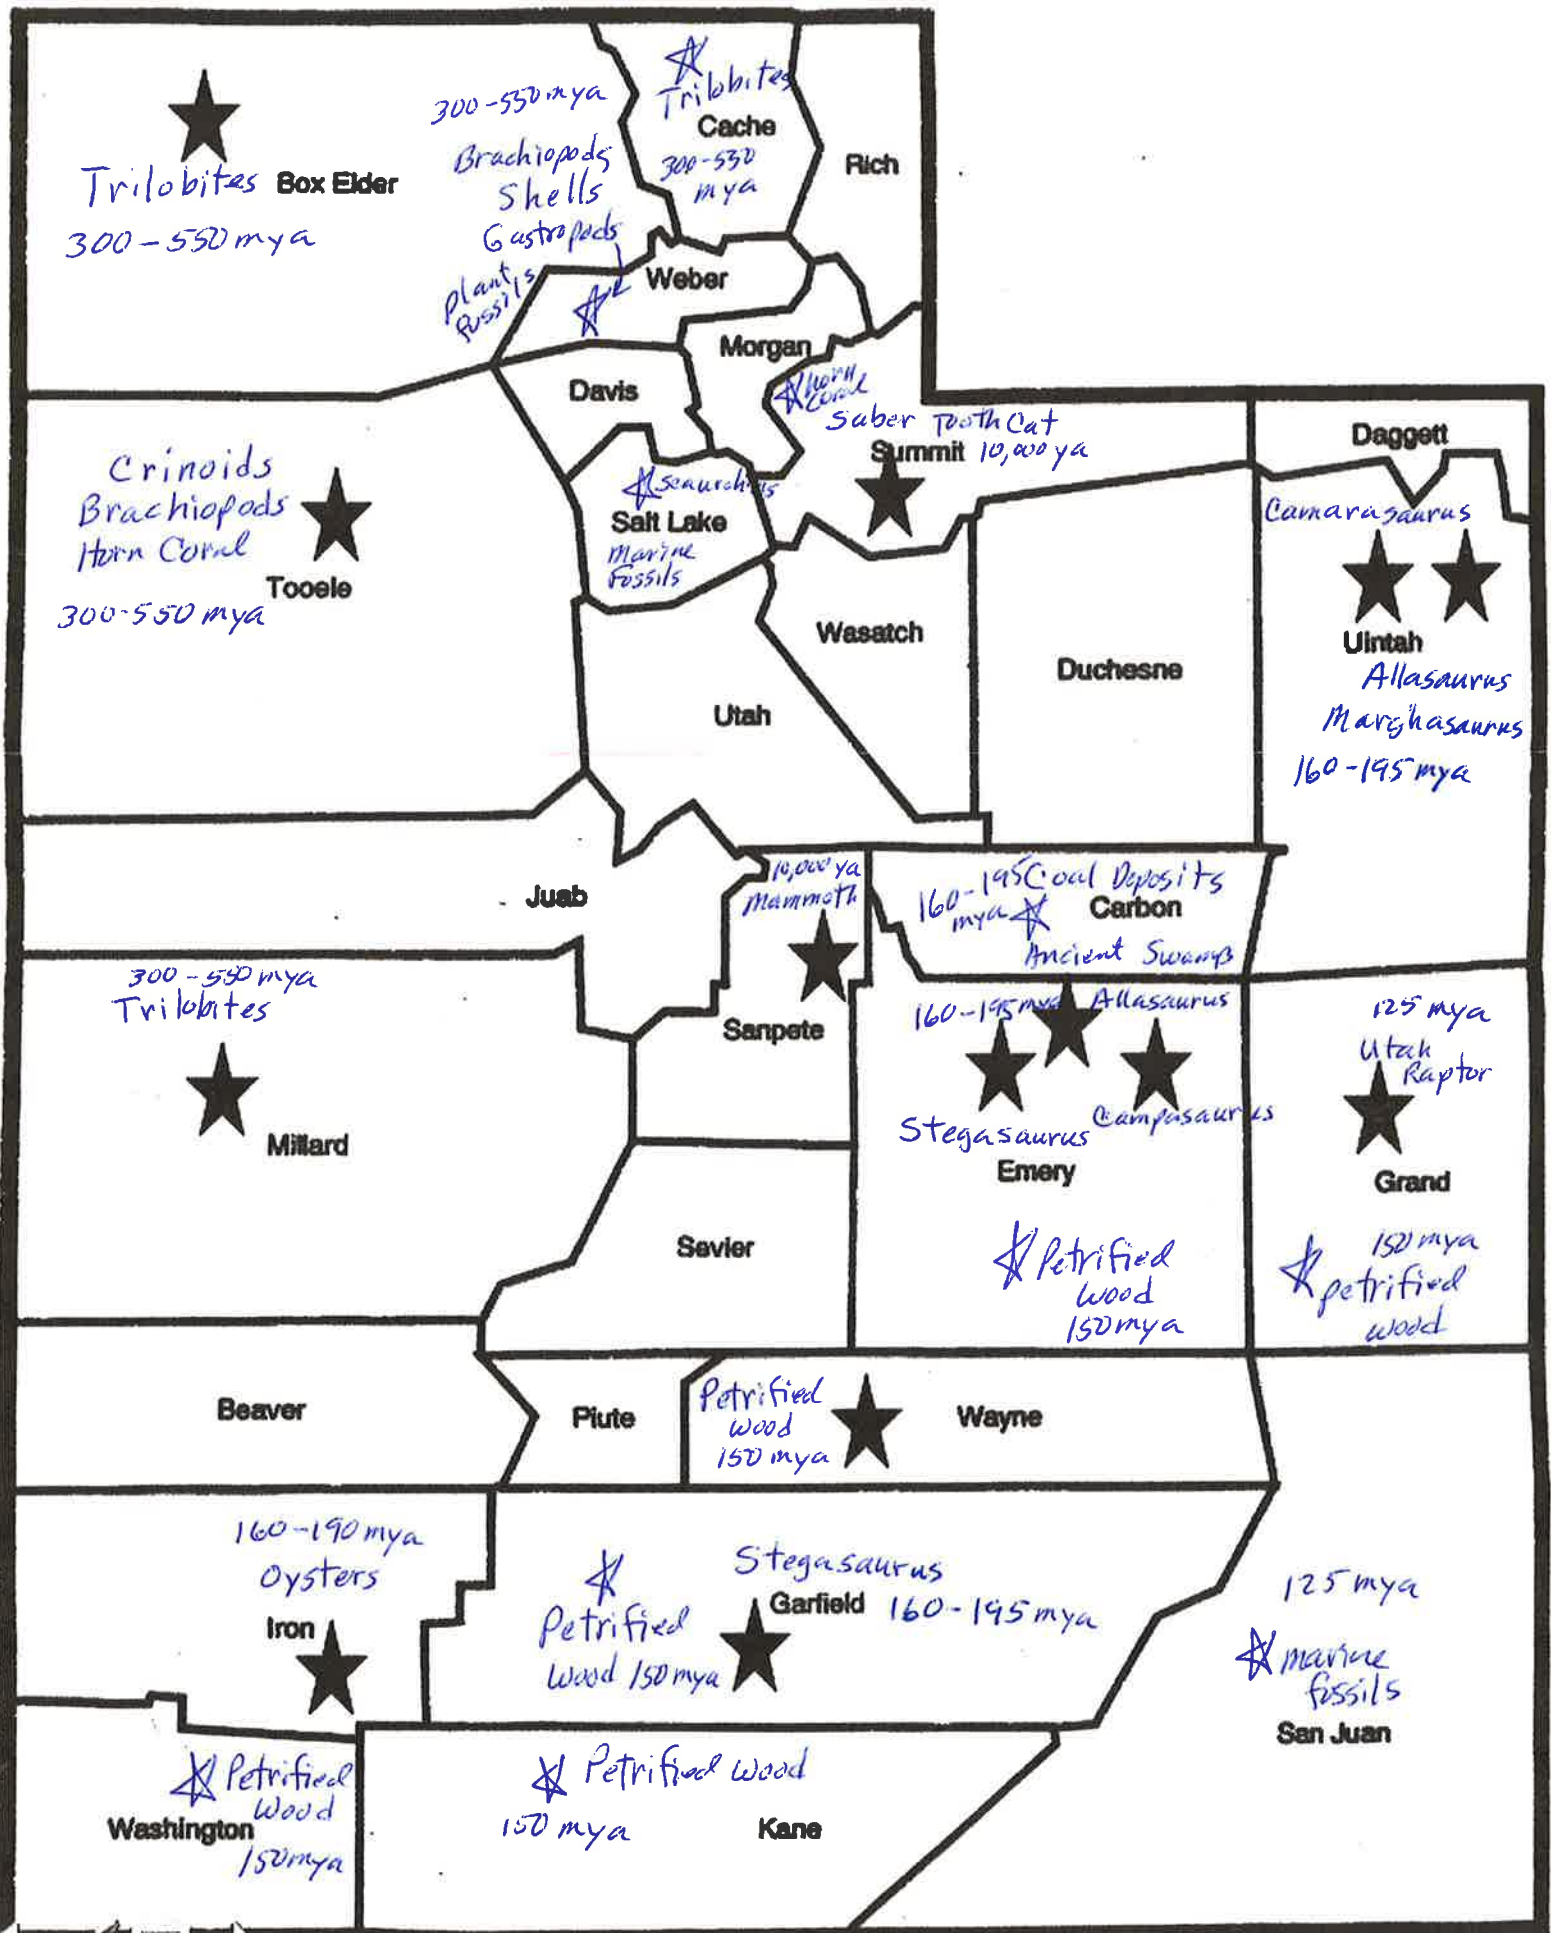 Trilobites
Cache
300-550
mya
Rich
Trilobites Box Elder
300-550 mya
300-550 mya
Brachiopods
Shells
Gastropods
Plant
fossils
Weber
Morgan
horn
Coral
Davis
Saber Tooth Cat
Summit 10,000 ya
Daggett
Crinoids
Brachiopods
Horn Coral
Tooele
300-550 mya
seaurchins
Salt Lake
Marine
Fossils
Camarasaurus
Uintah
Allasaurus
Marghasaurus
160-195 mya
Wasatch
Duchesne
Utah
Juab
10,000 ya
Mammoth
Sanpete
160-195 Coal Deposits
mya
Carbon
Ancient Swamps
300-550 mya
Trilobites
Millard
160-195 mya Allasaurus
Stegasaurus Campasaurus
Emery
Petrified
Wood
150 mya
125 mya
Utah
Raptor
Grand
150 mya
petrified
wood
Sevier
Beaver
Piute
Petrified
Wood
150 mya
Wayne
160-190 mya
Oysters
Iron
Stegasaurus
Garfield 160-195 mya
Petrified
Wood 150 mya
125 mya
marine
fossils
San Juan
Petrified
Wood
Washington
150 mya
Petrified Wood
150 mya
Kane